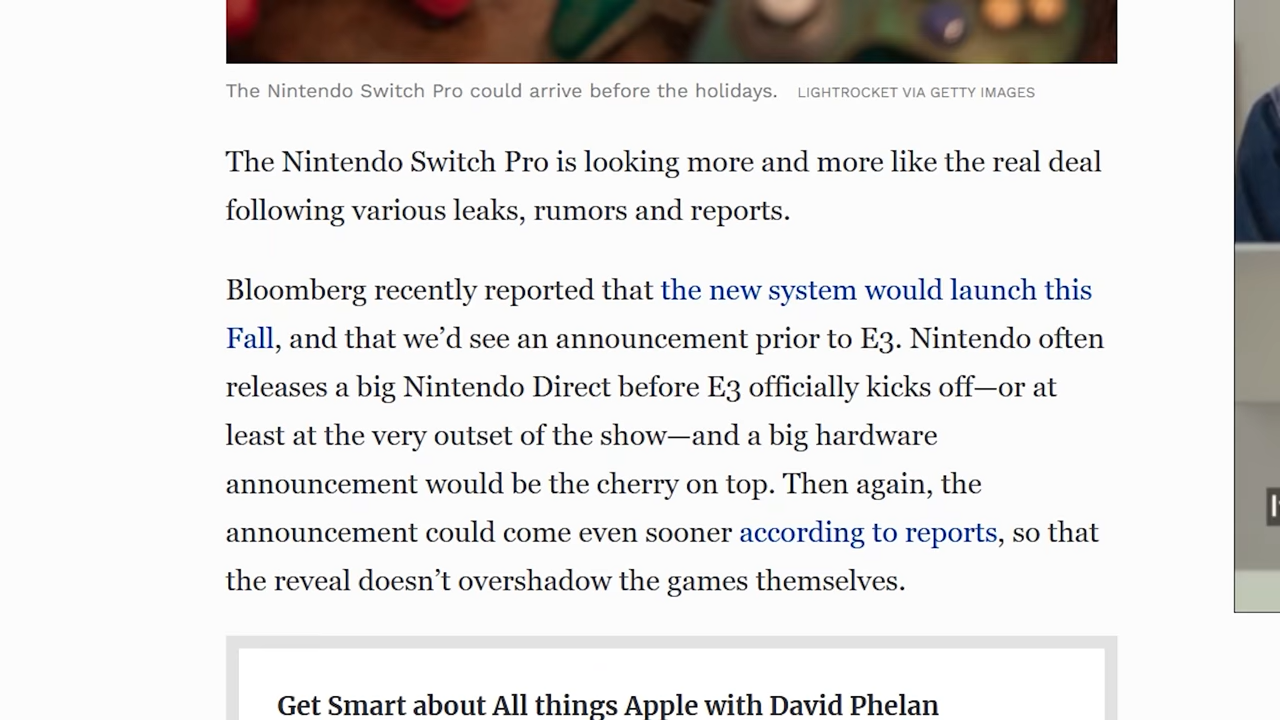 The Nintendo Switch Pro could arrive before the holidays. LIGHTROCKET VIA GETTY IMAGES
The Nintendo Switch Pro is looking more and more like the real deal
following various leaks, rumors and reports.
Bloomberg recently reported that the new system would launch this
Fall, and that we’d see an announcement prior to E3. Nintendo often
releases a big Nintendo Direct before E3 officially kicks off—or at
least at the very outset of the show—and a big hardware
announcement would be the cherry on top. Then again, the
announcement could come even sooner according to reports, so that
the reveal doesn’t overshadow the games themselves.
Get Smart about All things Apple with David Phelan